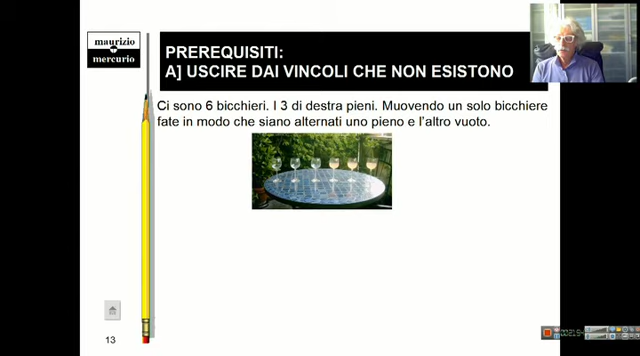 maurizio
mercurio
PREREQUISITI:
A] USCIRE DAI VINCOLI CHE NON ESISTONO
Ci sono 6 bicchieri. I 3 di destra pieni. Muovendo un solo bicchiere
fate in modo che siano alternati uno pieno e l'altro vuoto.
13